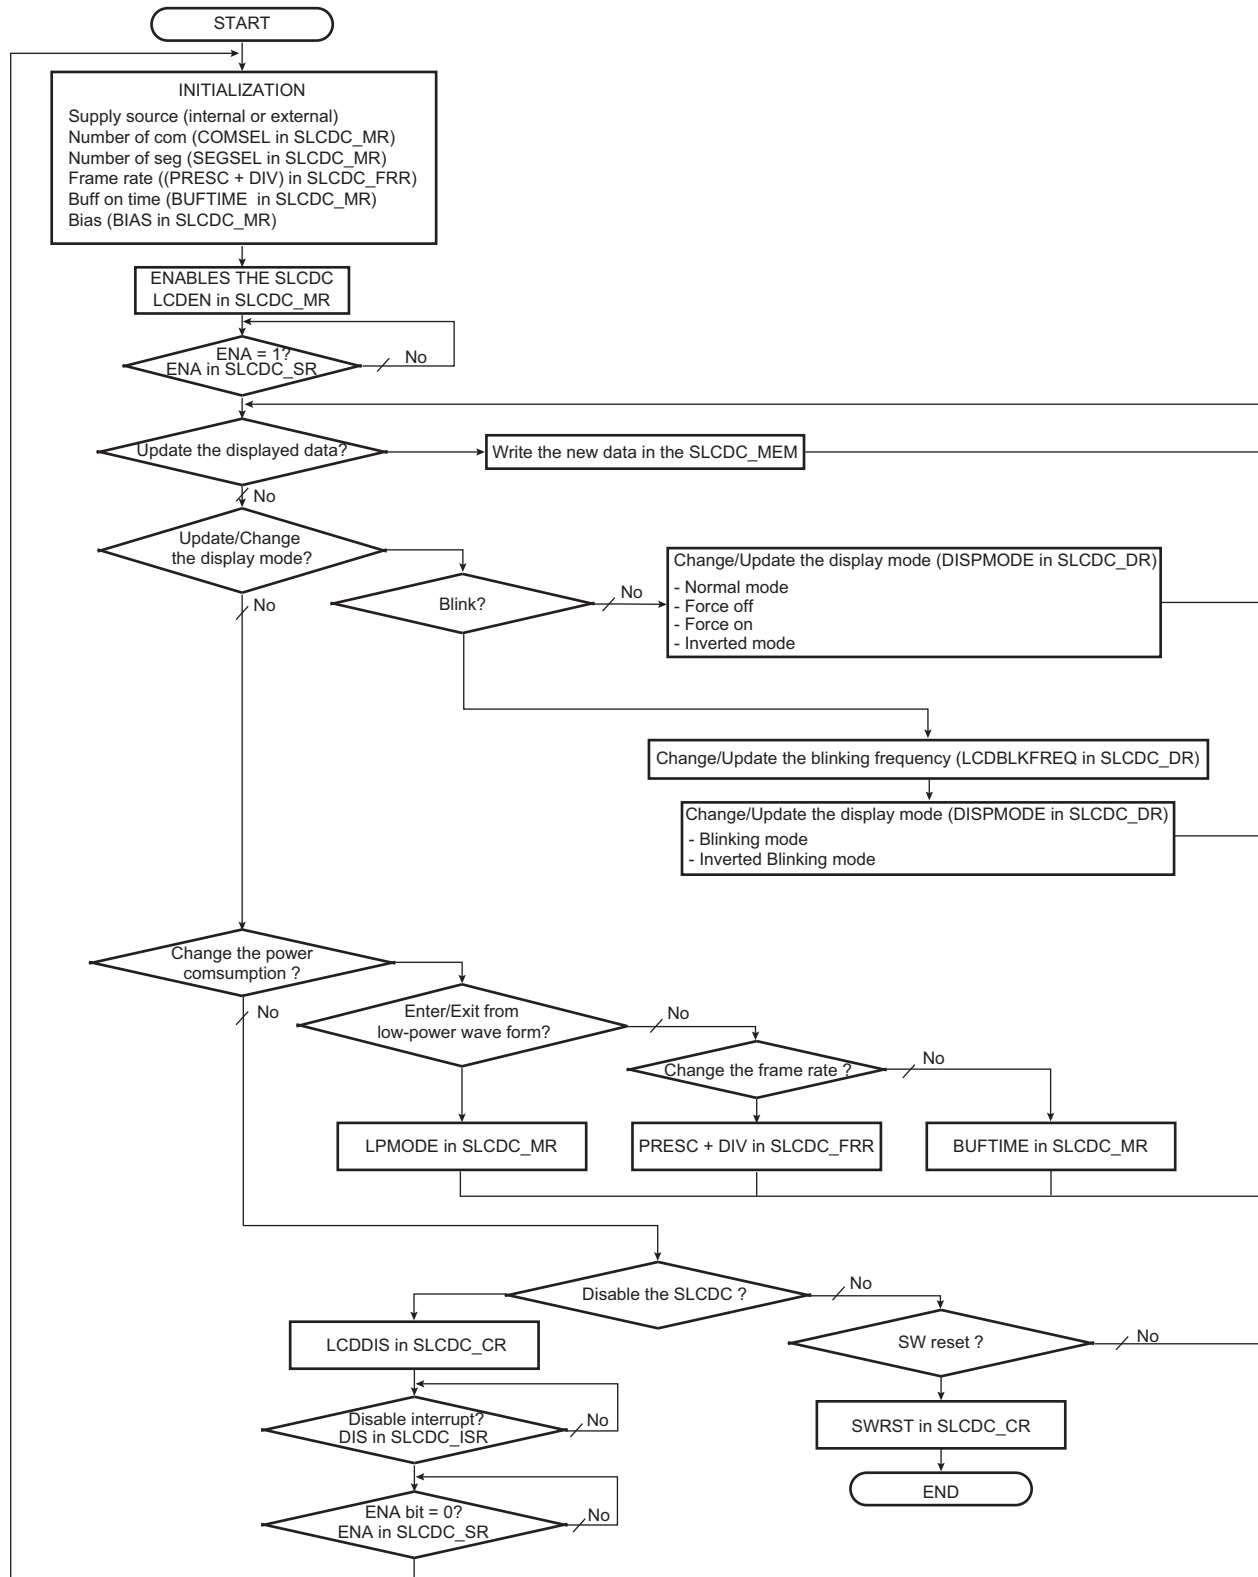 START
INITIALIZATION
Supply source (internal or external)
Number of com (COMSEL in SLCDC_MR)
Number of seg (SEGSEL in SLCDC_MR)
Frame rate ((PRESC + DIV) in SLCDC_FRR)
Buff on time (BUFTIME in SLCDC_MR)
Bias (BIAS in SLCDC_MR)
ENABLES THE SLCDC
LCDEN in SLCDC_MR
ENA = 1?
ENA in SLCDC_SR
No
Update the displayed data?
Write the new data in the SLCDC_MEM
No
Update/Change
the display mode?
No
Blink?
No
Change/Update the display mode (DISPMODE in SLCDC_DR)
- Normal mode
- Force off
- Force on
- Inverted mode
Change/Update the blinking frequency (LCDBLKFREQ in SLCDC_DR)
Change/Update the display mode (DISPMODE in SLCDC_DR)
- Blinking mode
- Inverted Blinking mode
Change the power
comsumption ?
No
Enter/Exit from
low-power wave form?
No
Change the frame rate ?
No
LPMODE in SLCDC_MR
PRESC + DIV in SLCDC_FRR
BUFTIME in SLCDC_MR
Disable the SLCDC ?
No
LCDDIS in SLCDC_CR
SW reset ?
No
Disable interrupt?
DIS in SLCDC_ISR
No
SWRST in SLCDC_CR
END
ENA bit = 0?
ENA in SLCDC_SR
No